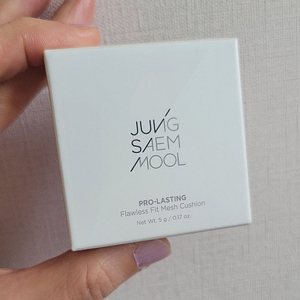 JUNG
SAEM
MOOL
PRO-LASTING
Flawless Fit Mesh Cushion
Net Wt. 5 g / 0.17 oz.